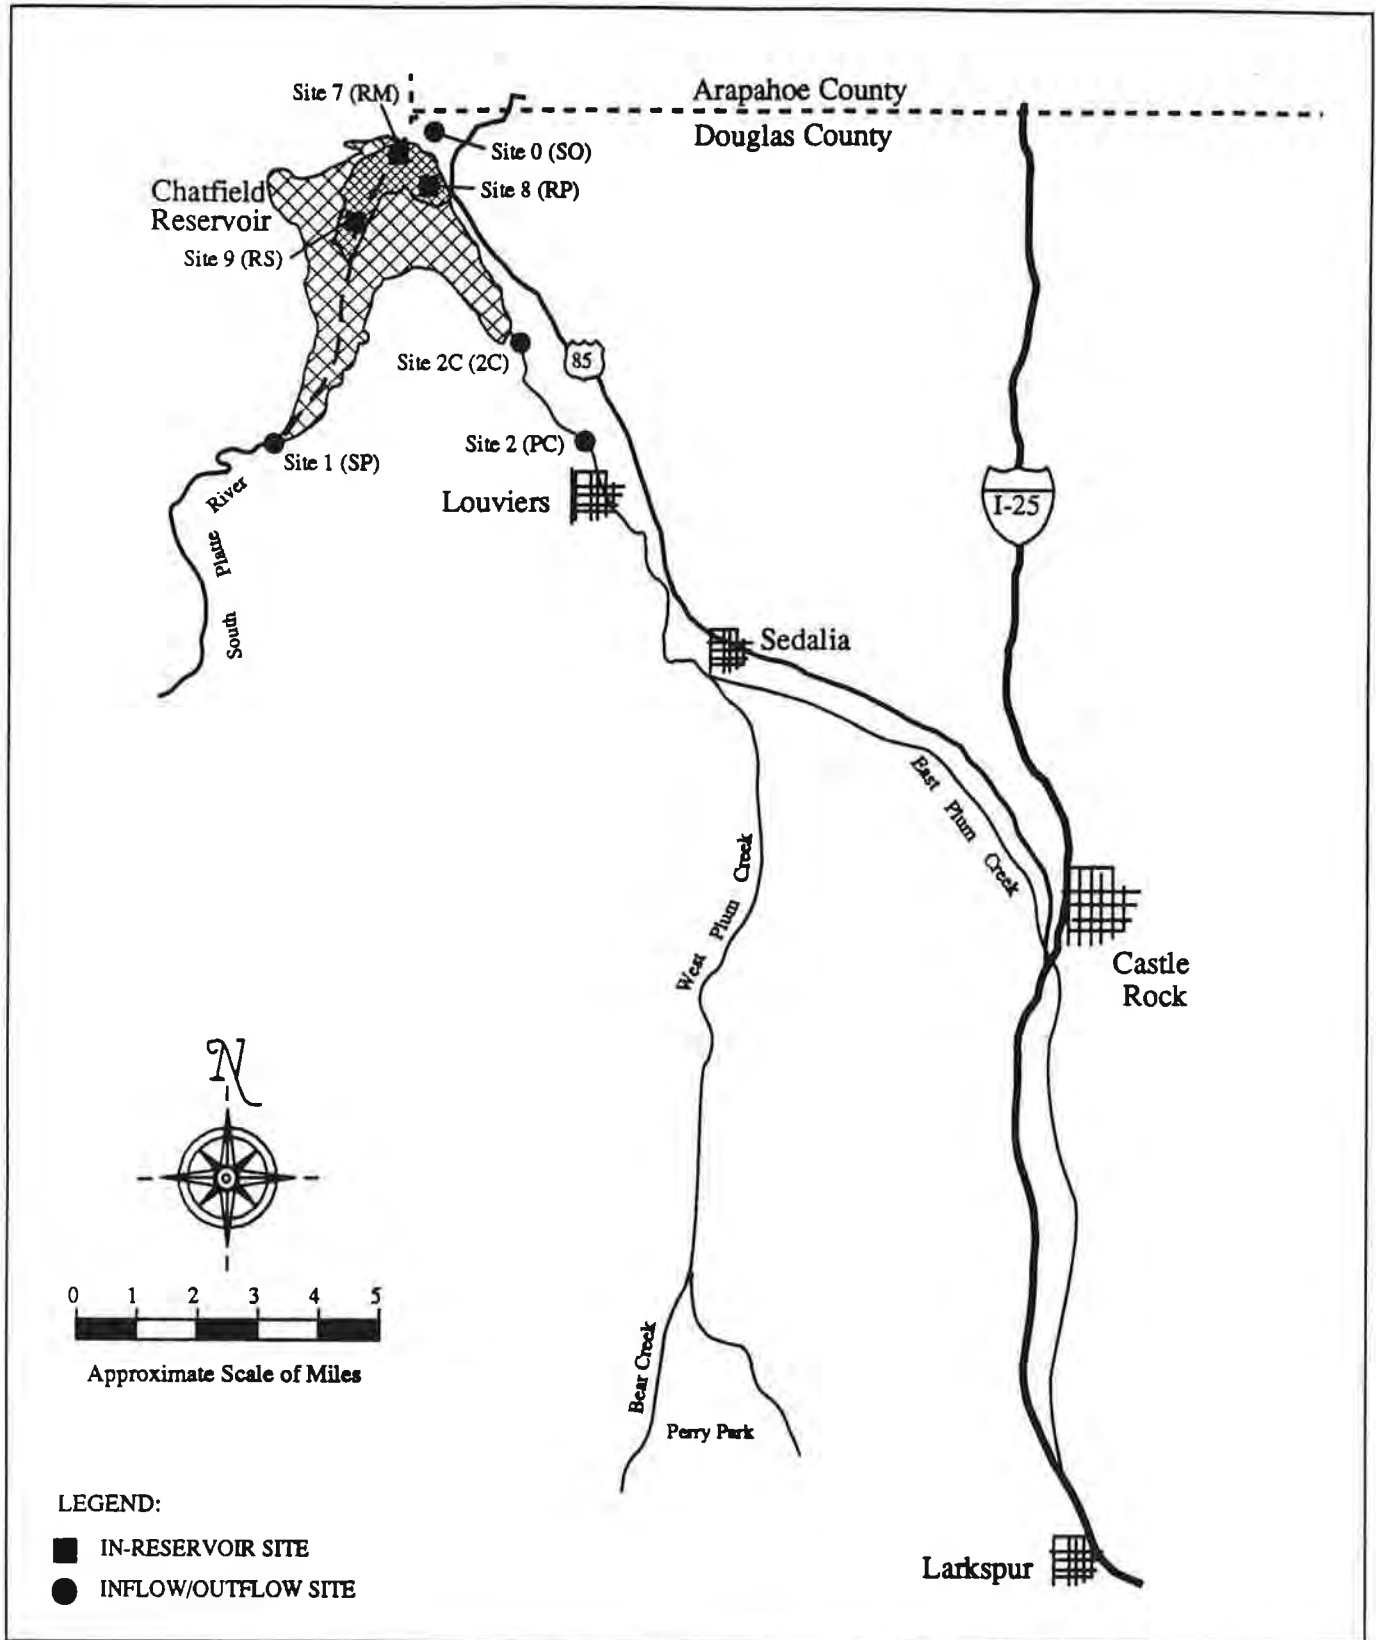 Arapahoe County
Douglas County
Site 7 (RM)
Site 0 (SO)
Site 8 (RP)
Chatfield
Reservoir
Site 9 (RS)
Site 2C (2C)
85
Site 2 (PC)
Site 1 (SP)
Louviers
I-25
South Platte River
Sedalia
East Plum Creek
West Plum Creek
Castle
Rock
N
0 1 2 3 4 5
Approximate Scale of Miles
Bear Creek
Perry Park
LEGEND:
IN-RESERVOIR SITE
INFLOW/OUTFLOW SITE
Larkspur